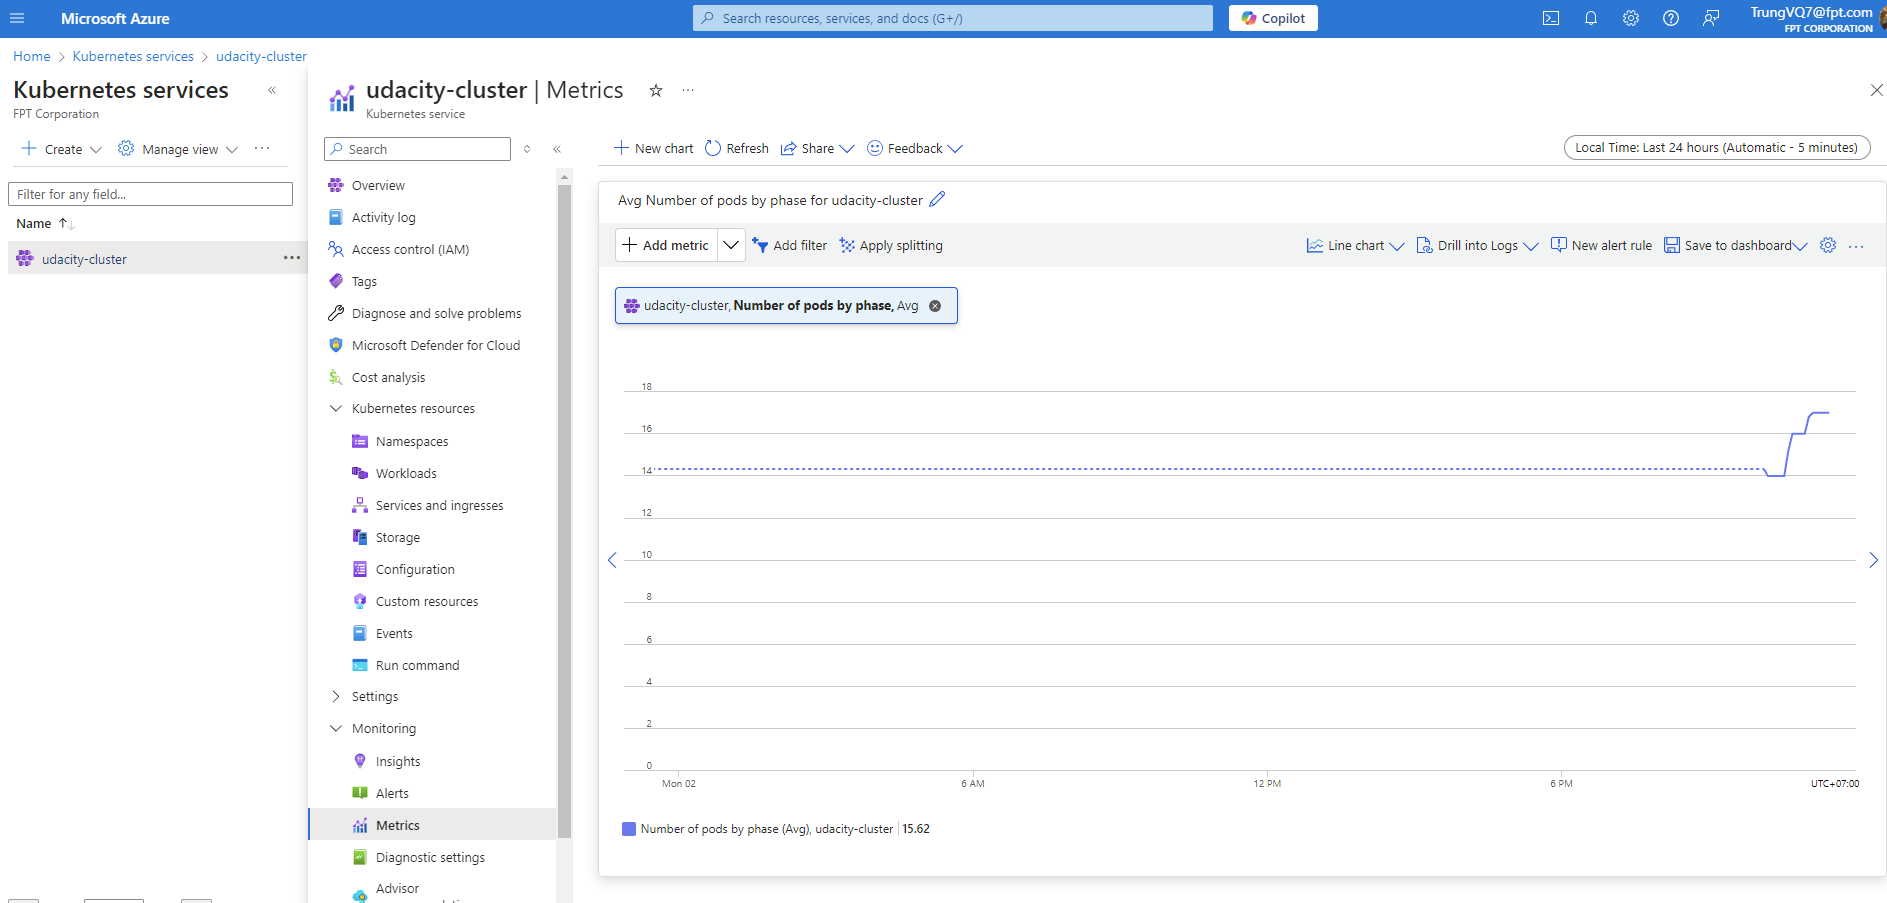 Microsoft Azure
Search resources, services, and docs (G+/)
Copilot
TrungVQ7@fpt.com
FPT CORPORATION
Home > Kubernetes services > udacity-cluster
Kubernetes services
FPT Corporation
Create
Manage view
Filter for any field...
Name
udacity-cluster
udacity-cluster | Metrics
Kubernetes service
Search
Overview
Activity log
Access control (IAM)
Tags
Diagnose and solve problems
Microsoft Defender for Cloud
Cost analysis
Kubernetes resources
Namespaces
Workloads
Services and ingresses
Storage
Configuration
Custom resources
Events
Run command
Settings
Monitoring
Insights
Alerts
Metrics
Diagnostic settings
Advisor
New chart
Refresh
Share
Feedback
Local Time: Last 24 hours (Automatic - 5 minutes)
Avg Number of pods by phase for udacity-cluster
Add metric
Add filter
Apply splitting
Line chart
Drill into Logs
New alert rule
Save to dashboard
udacity-cluster, Number of pods by phase, Avg
18
16
14
12
10
8
6
4
2
0
Mon 02
6 AM
12 PM
6 PM
UTC+07:00
Number of pods by phase (Avg), udacity-cluster
15.62